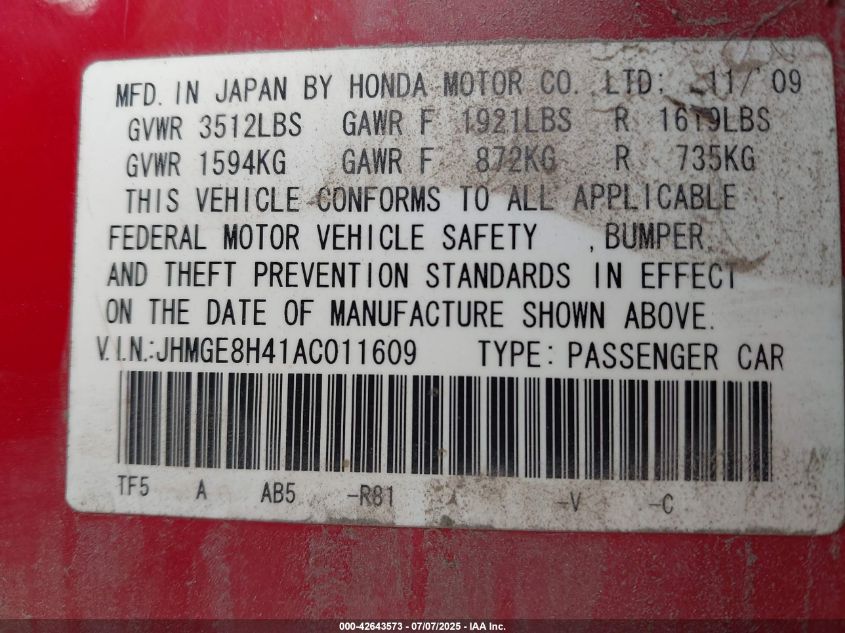 MFD. IN JAPAN BY HONDA MOTOR CO. LTD: 11/'09
GVWR 3512LBS GAWR F 1921LBS R 1619LBS
GVWR 1594KG GAWR F 872KG R 735KG
THIS VEHICLE CONFORMS TO ALL APPLICABLE
FEDERAL MOTOR VEHICLE SAFETY , BUMPER,
AND THEFT PREVENTION STANDARDS IN EFFECT
ON THE DATE OF MANUFACTURE SHOWN ABOVE.
V.I.N.:JHMGE8H41AC011609 TYPE: PASSENGER CAR
TF5 A AB5 -R81 -V -C
000-42643573 - 07/07/2025 - IAA Inc.